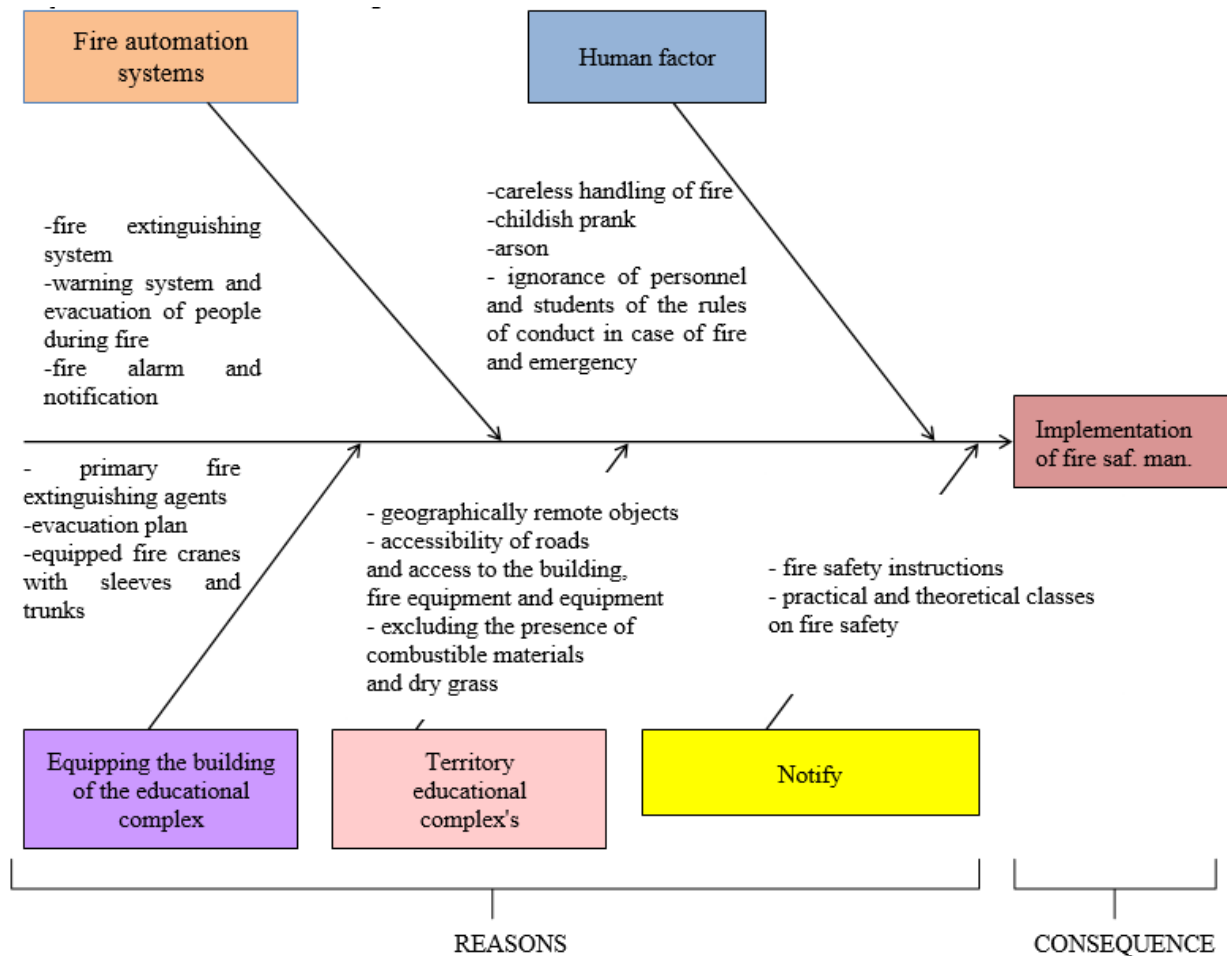 Fire automation
systems
Human factor
-fire extinguishing
system
-warning system and
evacuation of people
during fire
-fire alarm and
notification
-careless handling of fire
-childish prank
-arson
- ignorance of personnel
and students of the rules
of conduct in case of fire
and emergency
Implementation
of fire saf. man.
- primary fire
extinguishing agents
-evacuation plan
-equipped fire cranes
with sleeves and
trunks
- geographically remote objects
- accessibility of roads
and access to the building,
fire equipment and equipment
- excluding the presence of
combustible materials
and dry grass
- fire safety instructions
- practical and theoretical classes
on fire safety
Equipping the building
of the educational
complex
Territory
educational
complex's
Notify
REASONS
CONSEQUENCE